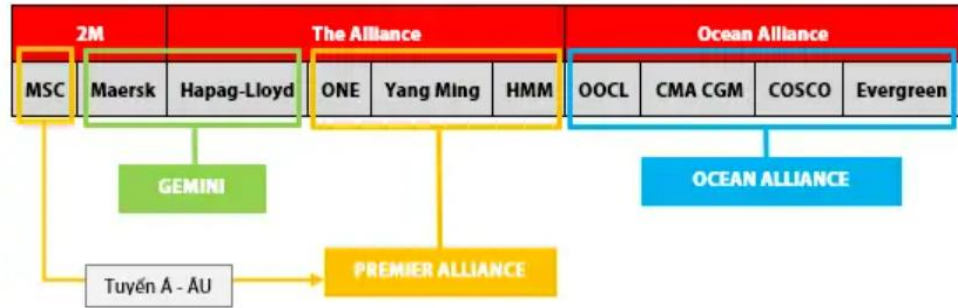 2M The Alliance Ocean Alliance
MSC Maersk Hapag-Lloyd ONE Yang Ming HMM OOCL CMA CGM COSCO Evergreen
GEMINI
OCEAN ALLIANCE
PREMIER ALLIANCE
Tuyến Á - ÂU